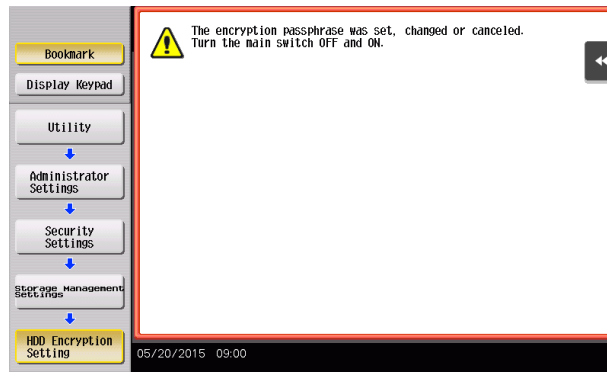 Bookmark
Display Keypad
Utility
Administrator
Settings
Security
Settings
Storage Management
Settings
HDD Encryption
Setting
The encryption passphrase was set, changed or canceled.
Turn the main switch OFF and ON.
05/20/2015 09:00